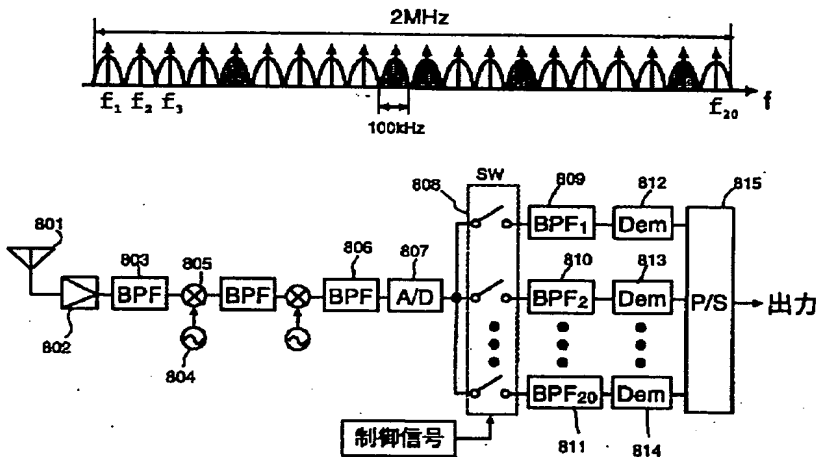 2MHz
f₁ f₂ f₃ f₂₀ f
100kHz
SW
808 809 812 815
801 803 805 806 807
BPF₁ Dem
810 813
BPF BPF BPF A/D BPF₂ Dem P/S 出力
802 804
BPF₂₀ Dem
制御信号 811 814